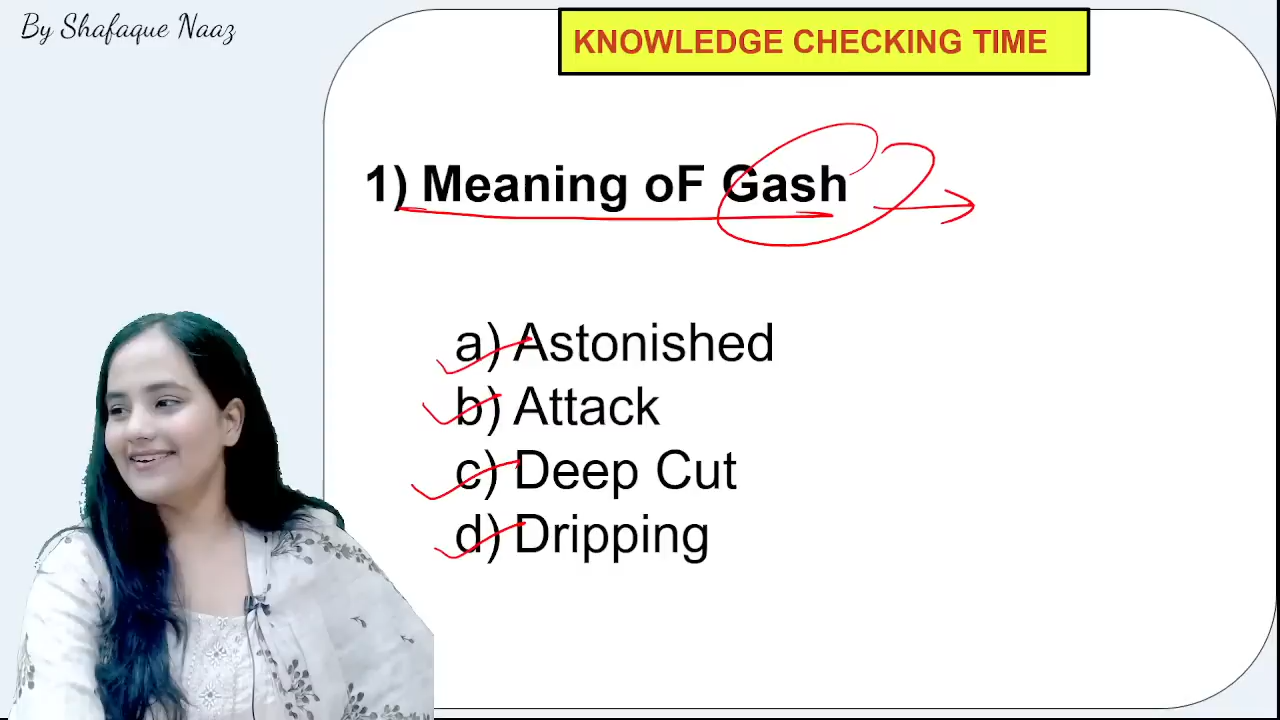 By Shafaque Naaz
KNOWLEDGE CHECKING TIME
1) Meaning oF Gash
a) Astonished
b) Attack
c) Deep Cut
d) Dripping